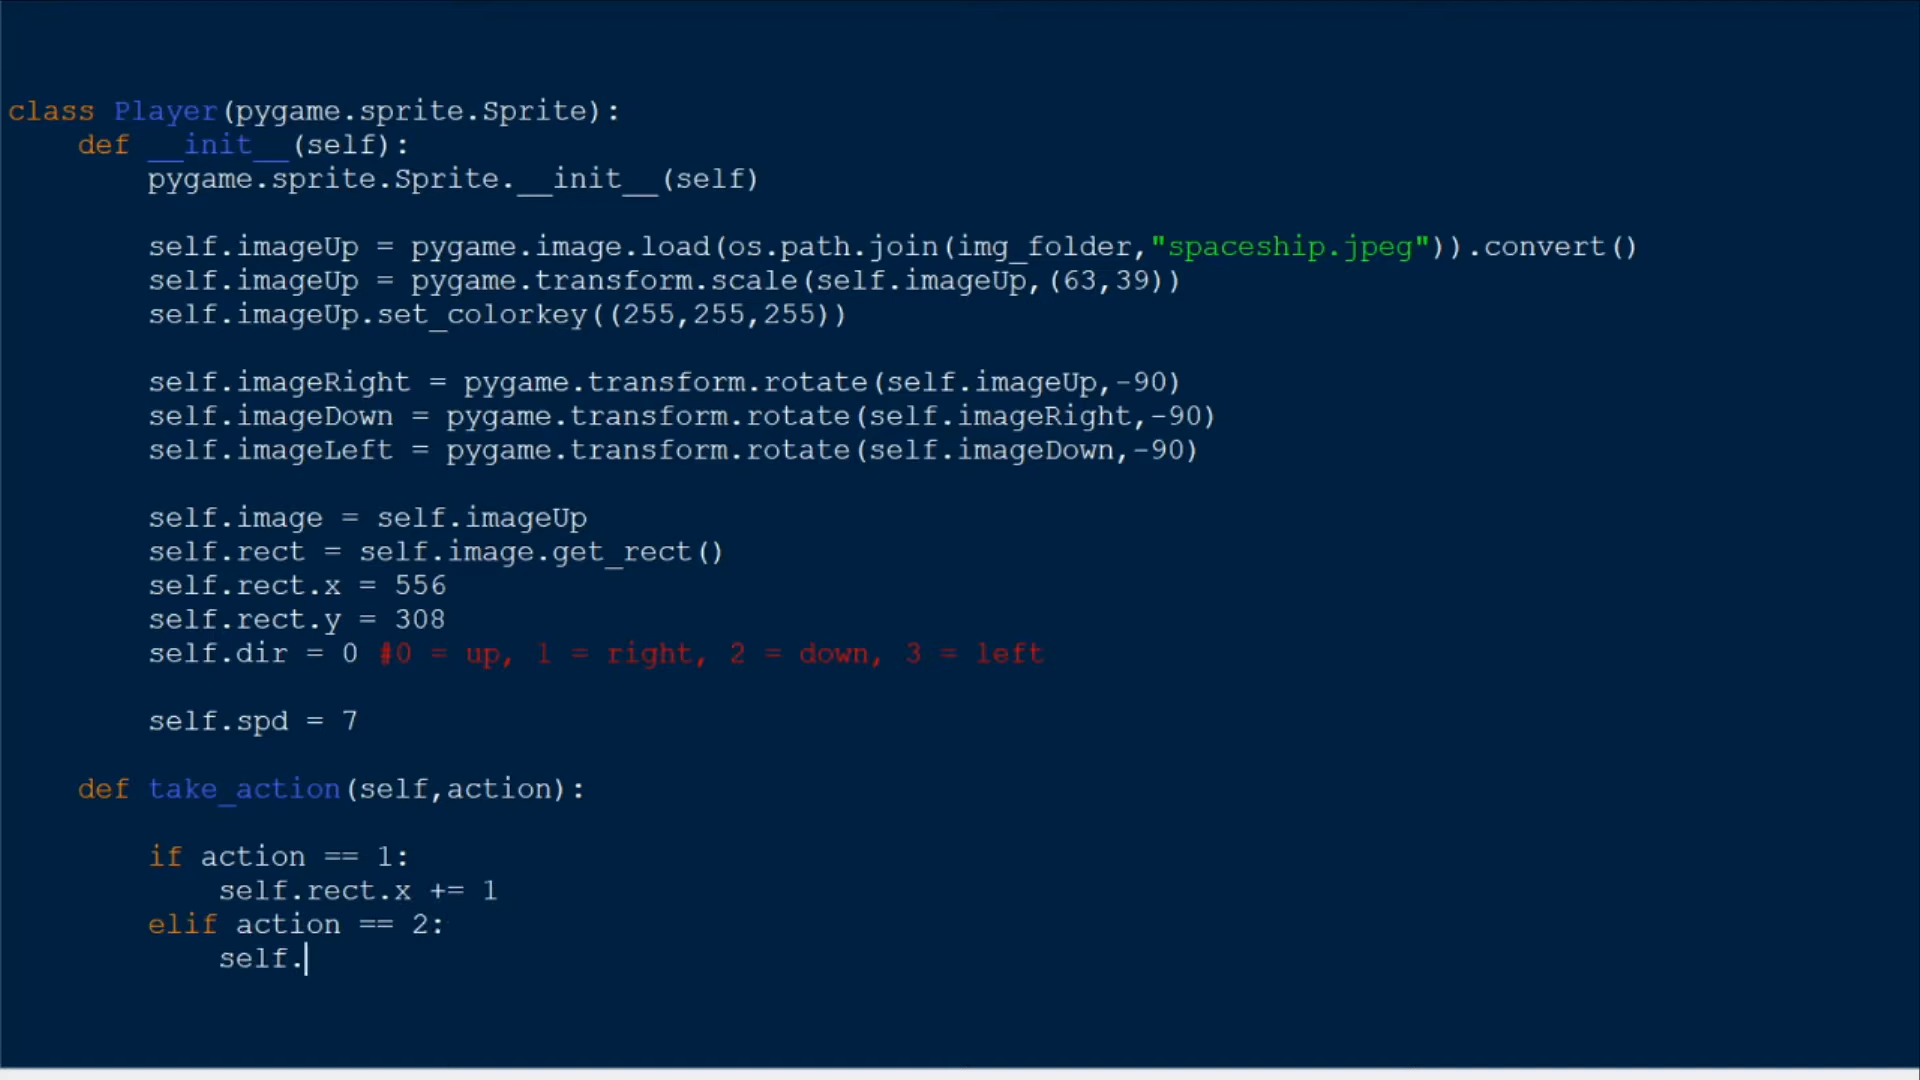 class Player(pygame.sprite.Sprite):
    def __init__(self):
        pygame.sprite.Sprite.__init__(self)

        self.imageUp = pygame.image.load(os.path.join(img_folder,"spaceship.jpeg")).convert()
        self.imageUp = pygame.transform.scale(self.imageUp,(63,39))
        self.imageUp.set_colorkey((255,255,255))

        self.imageRight = pygame.transform.rotate(self.imageUp,-90)
        self.imageDown = pygame.transform.rotate(self.imageRight,-90)
        self.imageLeft = pygame.transform.rotate(self.imageDown,-90)

        self.image = self.imageUp
        self.rect = self.image.get_rect()
        self.rect.x = 556
        self.rect.y = 308
        self.dir = 0 #0 = up, 1 = right, 2 = down, 3 = left

        self.spd = 7

    def take_action(self,action):

        if action == 1:
            self.rect.x += 1
        elif action == 2:
            self.